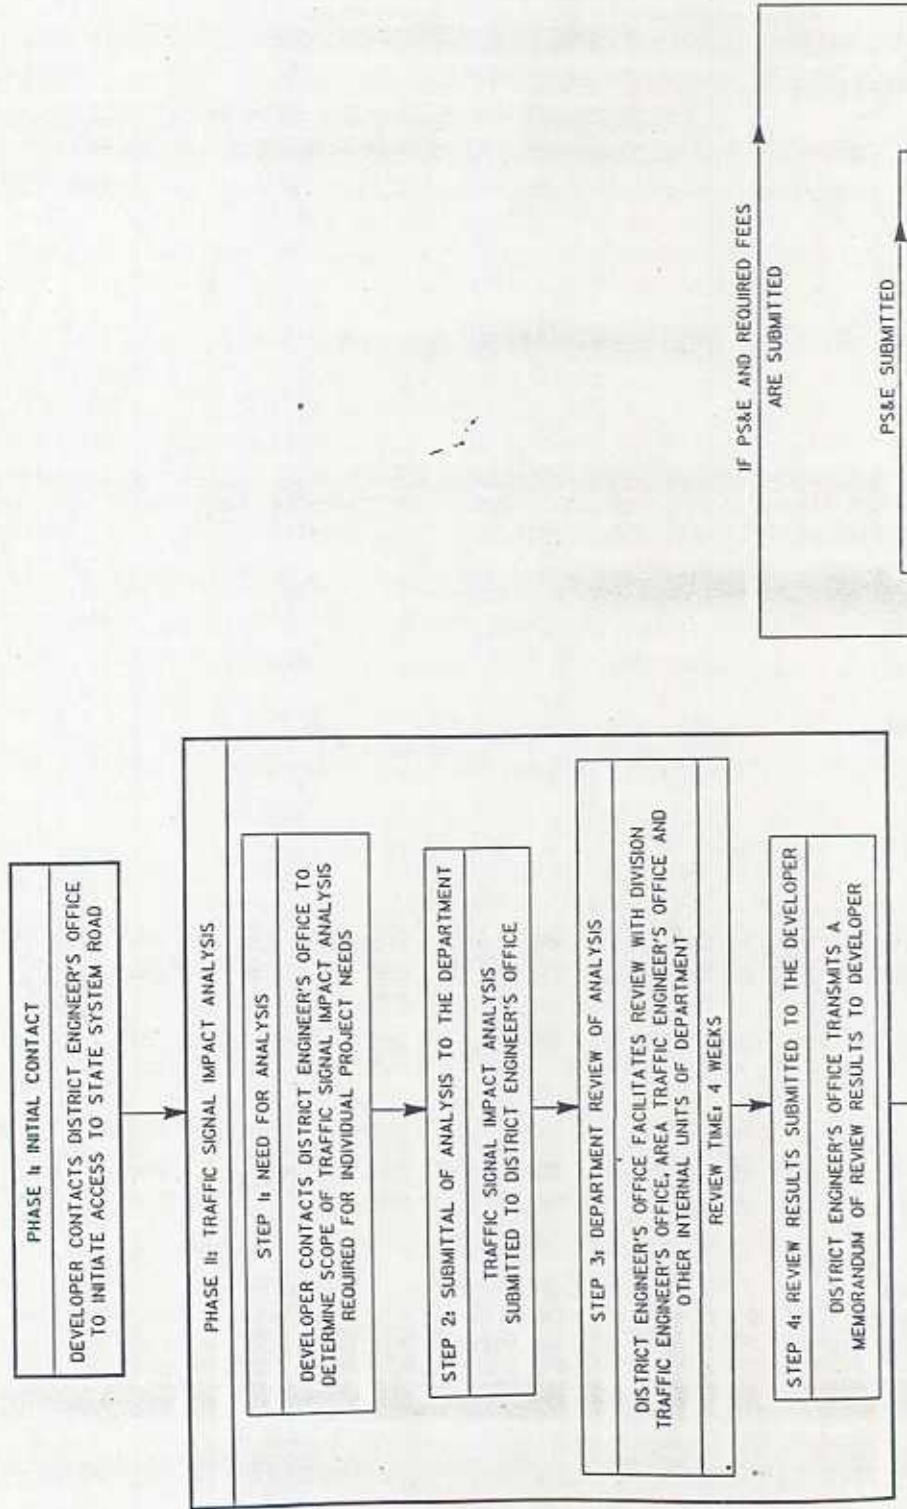 PHASE I: INITIAL CONTACT
DEVELOPER CONTACTS DISTRICT ENGINEER'S OFFICE
TO INITIATE ACCESS TO STATE SYSTEM ROAD
PHASE II: TRAFFIC SIGNAL IMPACT ANALYSIS
STEP 1: NEED FOR ANALYSIS
DEVELOPER CONTACTS DISTRICT ENGINEER'S OFFICE TO
DETERMINE SCOPE OF TRAFFIC SIGNAL IMPACT ANALYSIS
REQUIRED FOR INDIVIDUAL PROJECT NEEDS
STEP 2: SUBMITTAL OF ANALYSIS TO THE DEPARTMENT
TRAFFIC SIGNAL IMPACT ANALYSIS
SUBMITTED TO DISTRICT ENGINEER'S OFFICE
STEP 3: DEPARTMENT REVIEW OF ANALYSIS
DISTRICT ENGINEER'S OFFICE FACILITATES REVIEW WITH DIVISION
TRAFFIC ENGINEER'S OFFICE, AREA TRAFFIC ENGINEER'S OFFICE AND
OTHER INTERNAL UNITS OF DEPARTMENT
REVIEW TIME: 4 WEEKS
STEP 4: REVIEW RESULTS SUBMITTED TO THE DEVELOPER
DISTRICT ENGINEER'S OFFICE TRANSMITS A
MEMORANDUM OF REVIEW RESULTS TO DEVELOPER
IF PS&E AND REQUIRED FEES
ARE SUBMITTED
PS&E SUBMITTED